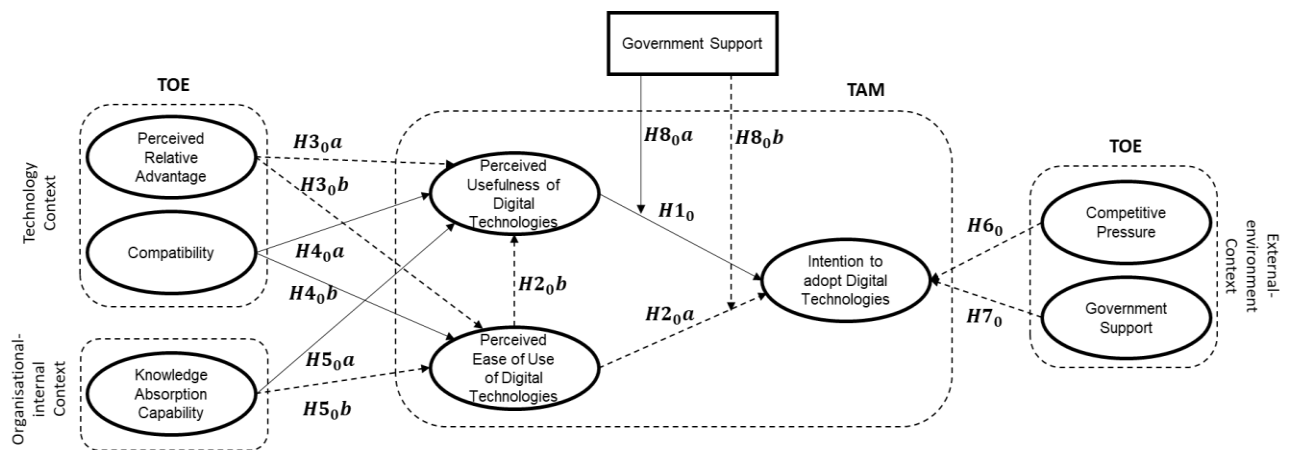 Government Support
TOE
TAM
Perceived
Relative
Advantage
Compatibility
Technology
Context
H3₀a
H3₀b
H4₀a
H4₀b
Perceived
Usefulness of
Digital
Technologies
H8₀a
H8₀b
H1₀
H2₀b
H2₀a
Intention to
adopt Digital
Technologies
TOE
H6₀
H7₀
Competitive
Pressure
Government
Support
External-
environment
Context
Organisational-
internal
Context
Knowledge
Absorption
Capability
H5₀a
H5₀b
Perceived
Ease of Use
of Digital
Technologies